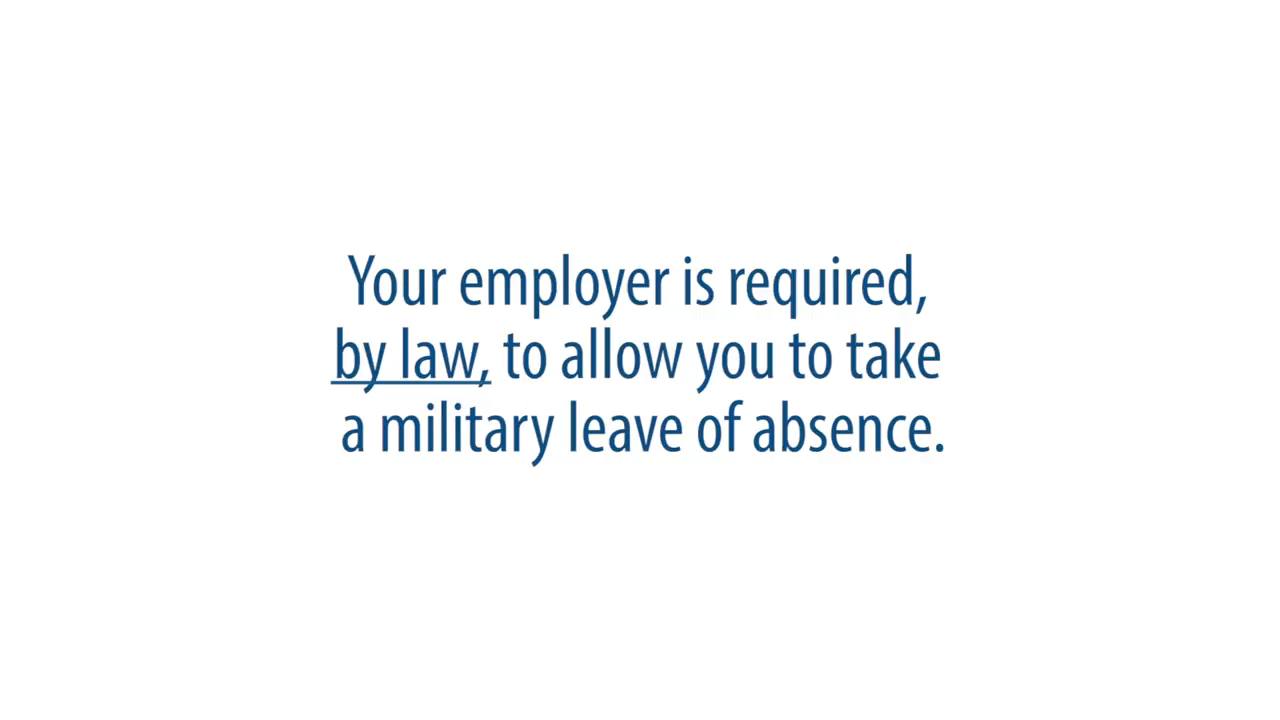 Your employer is required,
by law, to allow you to take
a military leave of absence.